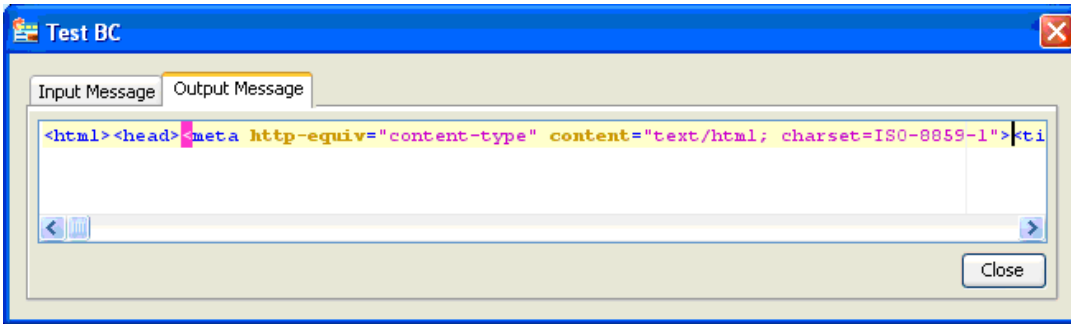 Test BC
Input Message
Output Message
<html><head><meta http-equiv="content-type" content="text/html; charset=ISO-8859-1"><ti
Close